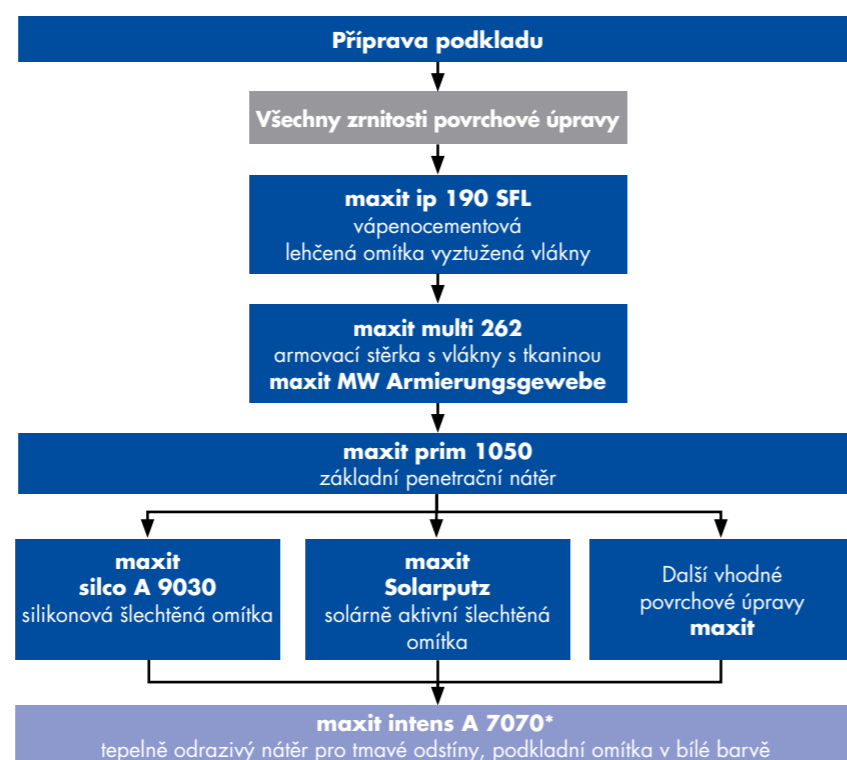 Příprava podkladu
Všechny zrnitosti povrchové úpravy
maxit ip 190 SFL
vápenocementová
lehčená omítka vyztužená vlákny
maxit multi 262
armovací stěrka s vlákny s tkaninou
maxit MW Armierungsgewebe
maxit prim 1050
základní penetrační nátěr
maxit
silco A 9030
silikonová šlechtěná omítka
maxit
Solarputz
solárně aktivní šlechtěná
omítka
Další vhodné
povrchové úpravy
maxit
maxit intens A 7070*
tepelně odrazivý nátěr pro tmavé odstíny, podkladní omítka v bílé barvě